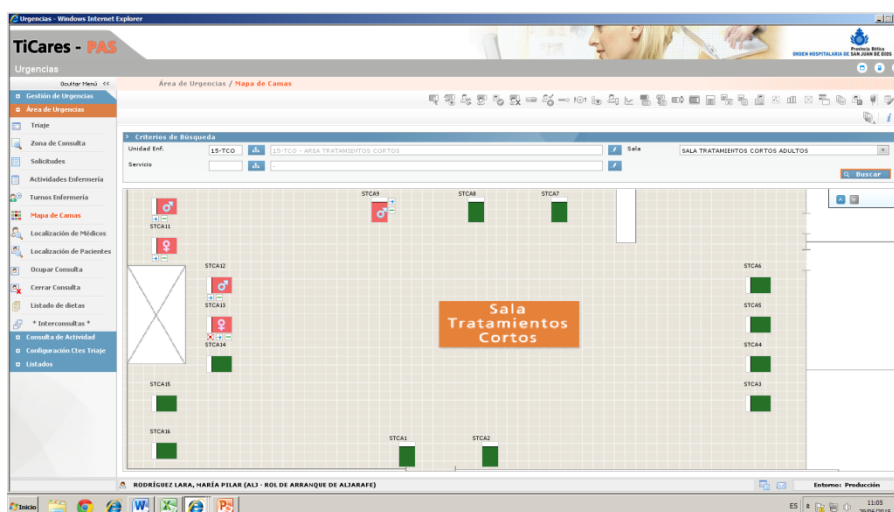 Urgencias - Windows Internet Explorer
TiCares - PAS
Provincia Bética
ORDEN HOSPITALARIA DE SAN JUAN DE DIOS
Urgencias
Ocultar Menú <<
Área de Urgencias / Mapa de Camas
Gestión de Urgencias
Área de Urgencias
Triaje
Zona de Consulta
Solicitudes
Actividades Enfermería
Turnos Enfermería
Mapa de Camas
Localización de Médicos
Localización de Pacientes
Ocupar Consulta
Cerrar Consulta
Listado de dietas
* Interconsultas *
Consulta de Actividad
Configuración Ctes Triaje
Listados
> Criterios de Búsqueda
Unidad Enf. 15-TCO 15-TCO - AREA TRATAMIENTOS CORTOS Sala SALA TRATAMIENTOS CORTOS ADULTOS
Servicio -
Buscar
STCA9 STCA8 STCA7
STCA11
STCA12 STCA6
STCA13 STCA5
STCA14 STCA4
STCA15 STCA3
STCA16
STCA1 STCA2
Sala
Tratamientos
Cortos
RODRÍGUEZ LARA, MARÍA PILAR (ALJ - ROL DE ARRANQUE DE ALJARAFE)
Entorno: Producción
Inicio
ES
11:05